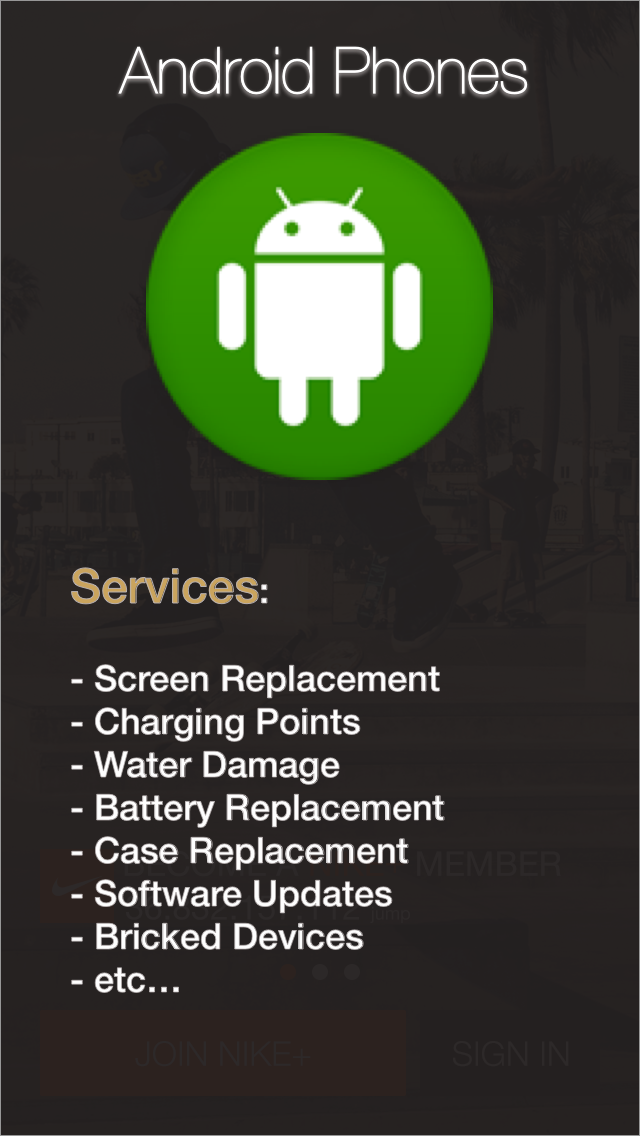 Android Phones
Services:
- Screen Replacement
- Charging Points
- Water Damage
- Battery Replacement
- Case Replacement
MEMBER
- Software Updates
jump
- Bricked Devices
- etc...
JOIN NIKE+
SIGN IN